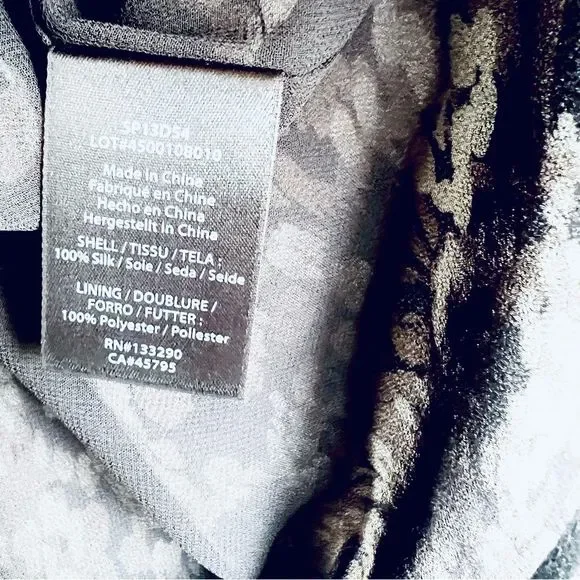 SP13D54
LOT#4500108010
Made in China
Fabriqué en Chine
Hecho en China
Hergestellt in China
SHELL / TISSU / TELA :
100% Silk / Soie / Seda / Seide
LINING / DOUBLURE /
FORRO / FUTTER :
100% Polyester / Poliester
RN#133290
CA#45795